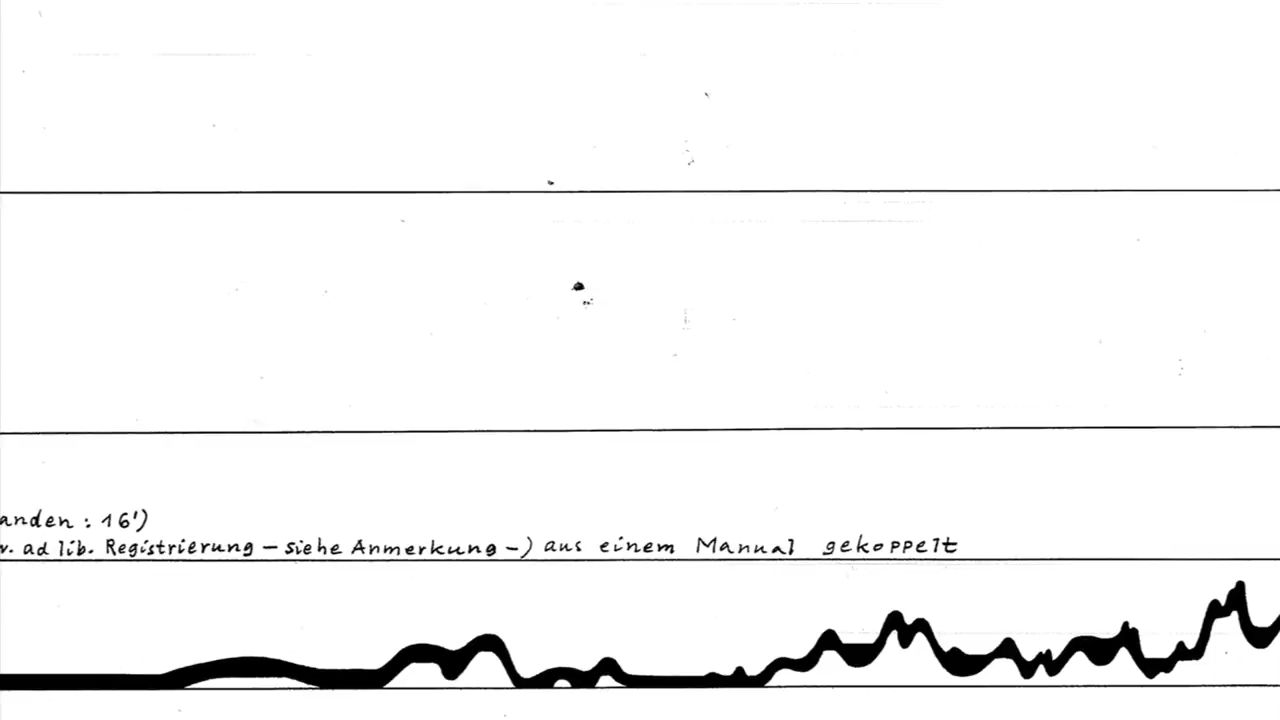 anden : 16')
. ad lib. Registrierung – siehe Anmerkung –) aus einem Manual gekoppelt